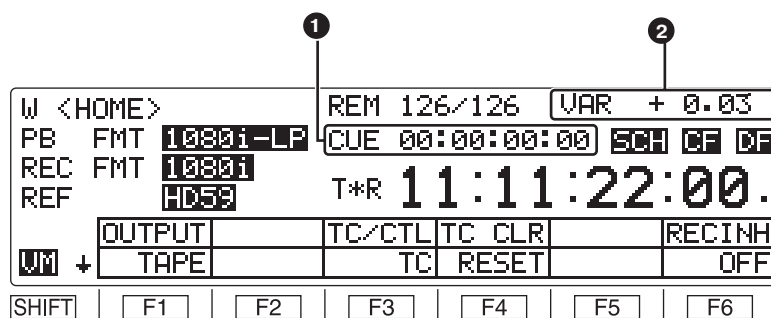 1 2
W <HOME> REM 126/126 VAR + 0.03
PB FMT 1080i-LP CUE 00:00:00:00 SCH CF DF
REC FMT 1080i
REF HD59 T*R 11:11:22:00.
OUTPUT TC/CTL TC CLR RECINH
VM ↓ TAPE TC RESET OFF
SHIFT F1 F2 F3 F4 F5 F6